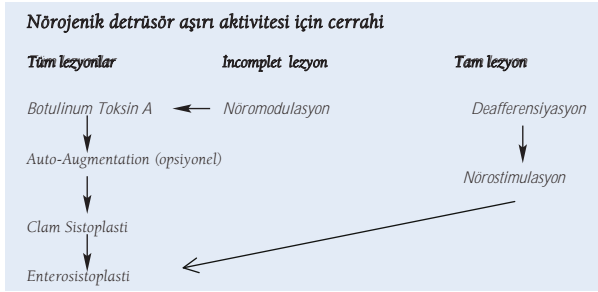 Nörojenik detrüsör aşırı aktivitesi için cerrahi
Tüm lezyonlar İncomplet lezyon Tam lezyon
Botulinum Toksin A Nöromodulasyon Deafferensiyasyon
Auto-Augmentation (opsiyonel)
Nörostimulasyon
Clam Sistoplasti
Enterosistoplasti